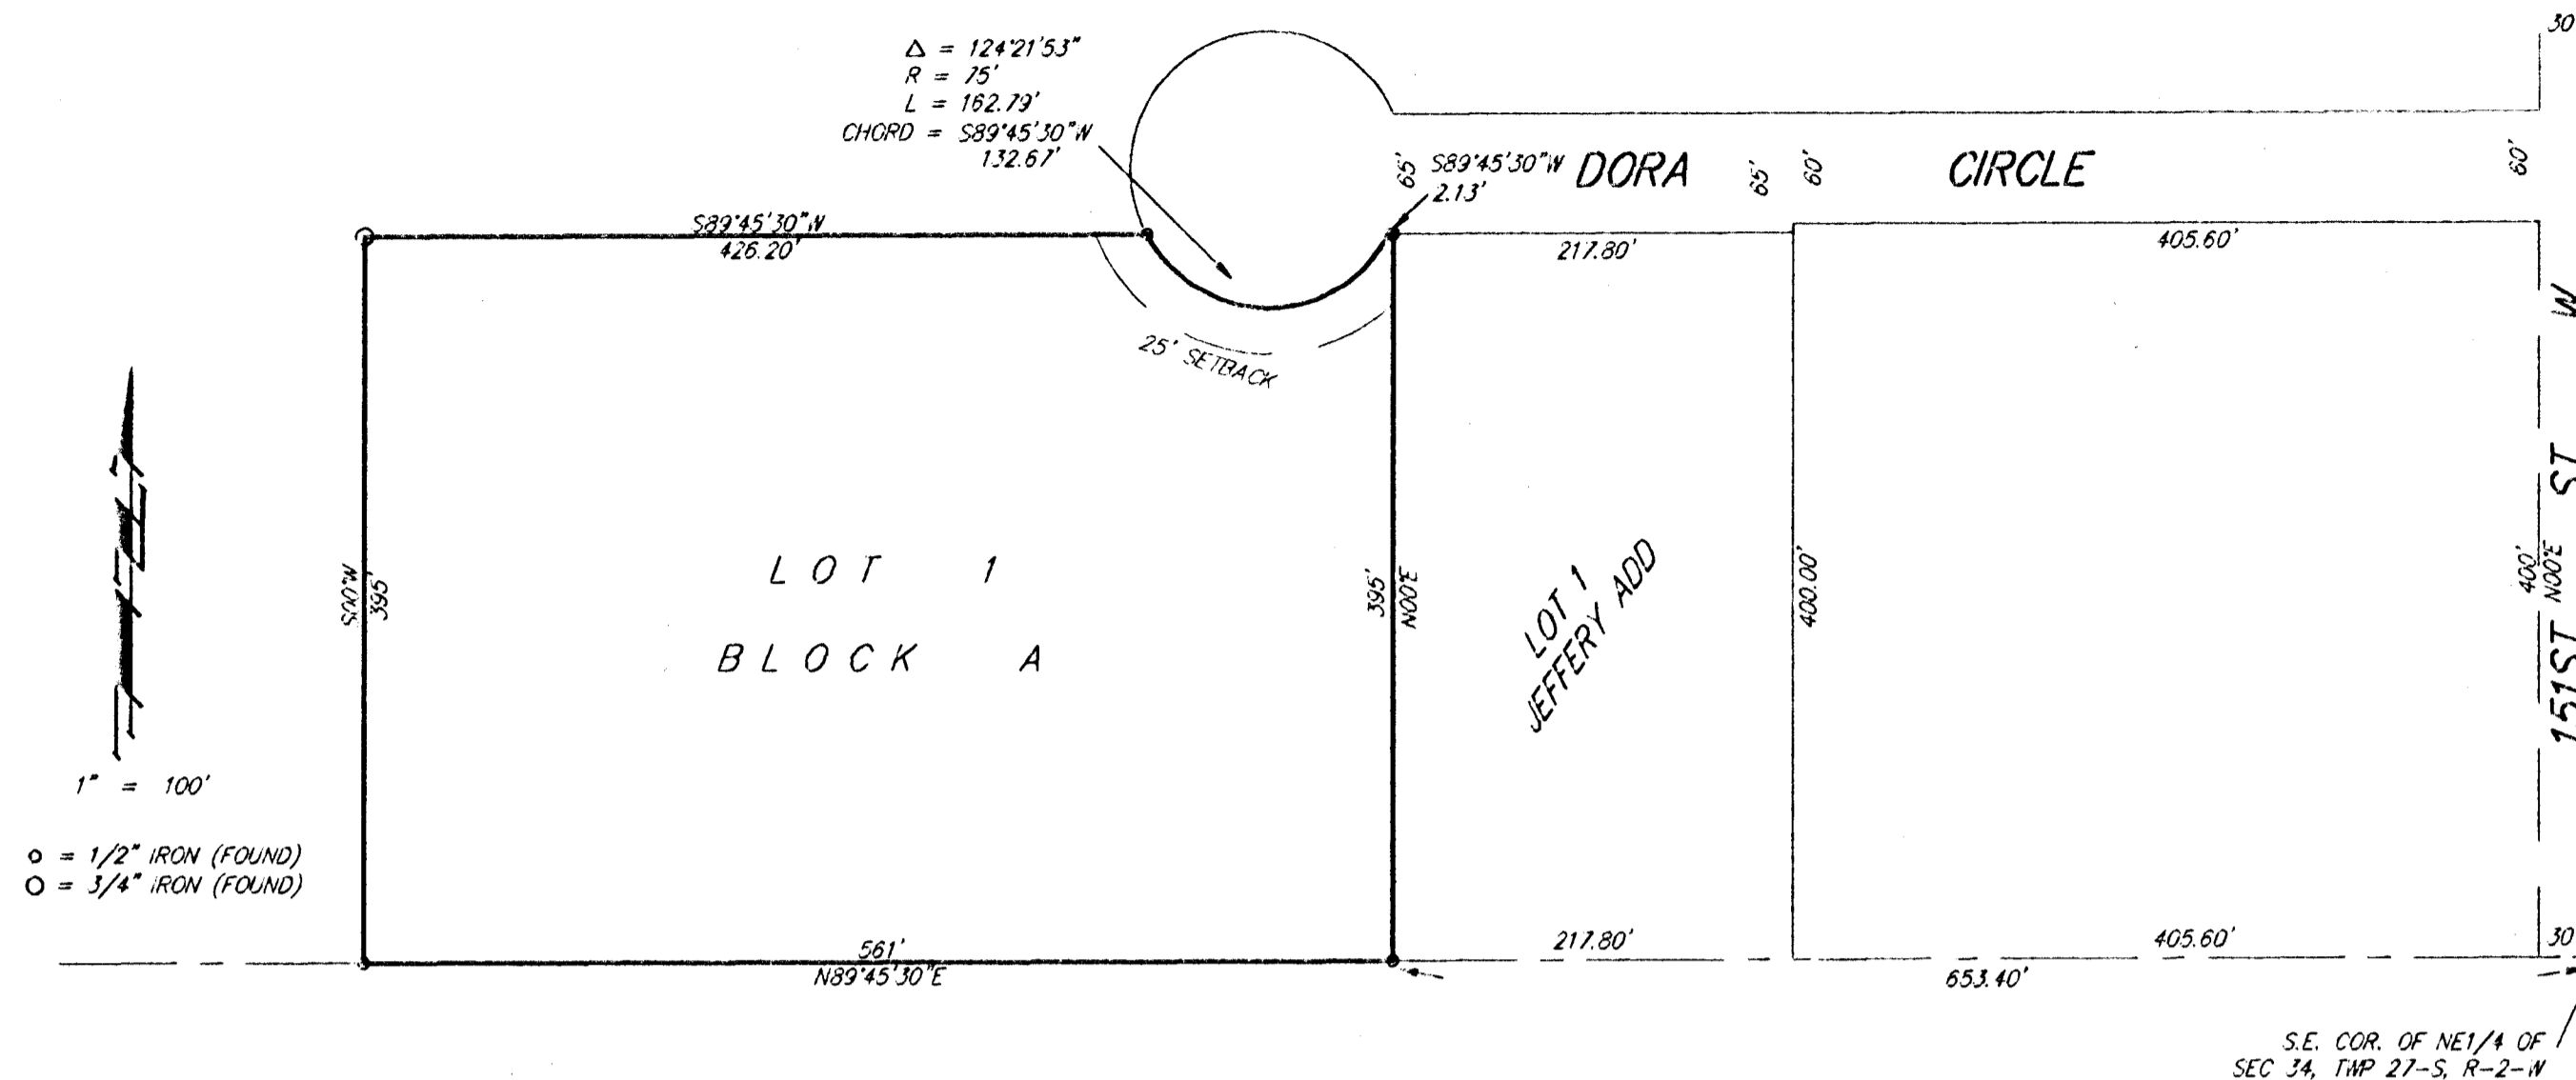 30
Δ = 124°21'53"
R = 75'
L = 162.79'
CHORD = S89°45'30"W
132.67'
65'
S89°45'30"W
2.13'
DORA
65'
60'
CIRCLE
60'
S89°45'30"W
426.20'
217.80'
405.60'
25' SETBACK
LOT 1
BLOCK A
S00°W
395'
395'
N00°E
LOT 1
JEFFERY ADD
400.00'
400'
N00°E
151ST ST W
1" = 100'
o = 1/2" IRON (FOUND)
O = 3/4" IRON (FOUND)
561'
N89°45'30"E
217.80'
405.60'
30
653.40'
S.E. COR. OF NE1/4 OF
SEC 34, TWP 27-S, R-2-W